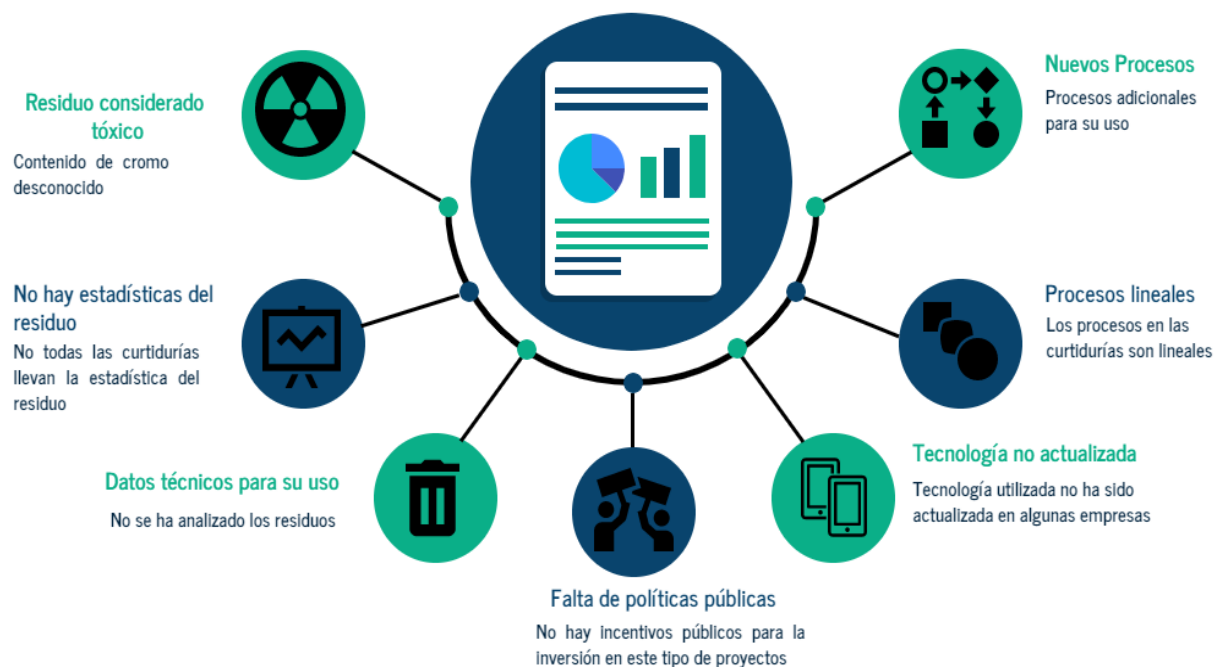 Residuo considerado
tóxico
Contenido de cromo
desconocido
No hay estadísticas del
residuo
No todas las curtidurías
llevan la estadística del
residuo
Datos técnicos para su uso
No se ha analizado los residuos
Falta de políticas públicas
No hay incentivos públicos para la
inversión en este tipo de proyectos
Tecnología no actualizada
Tecnología utilizada no ha sido
actualizada en algunas empresas
Procesos lineales
Los procesos en las
curtidurías son lineales
Nuevos Procesos
Procesos adicionales
para su uso